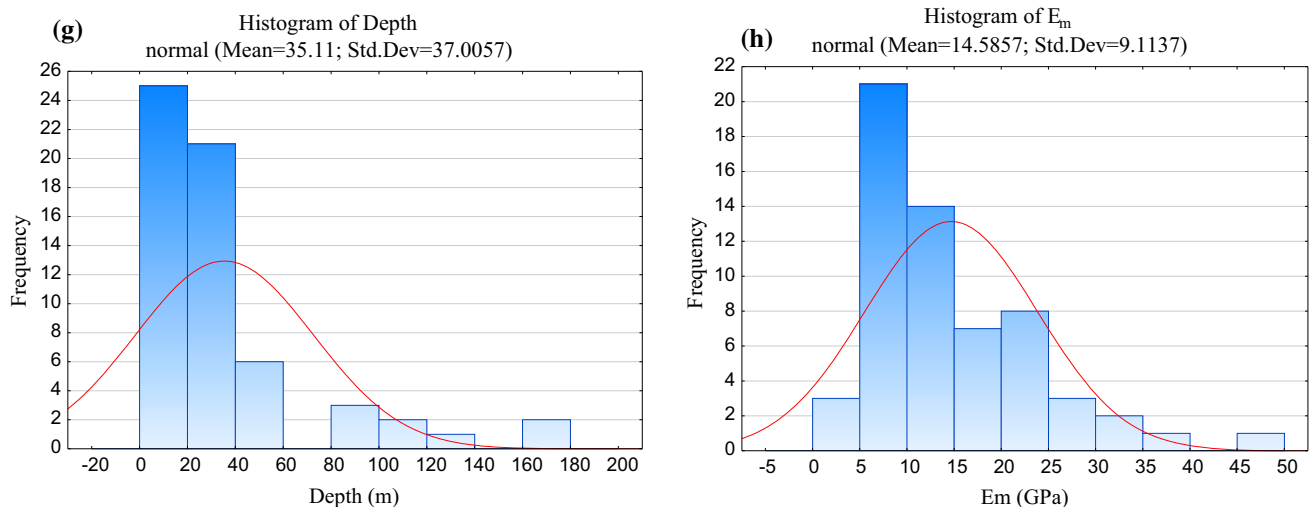 (g)
Histogram of Depth
normal (Mean=35.11; Std.Dev=37.0057)
Frequency
26
24
22
20
18
16
14
12
10
8
6
4
2
0
-20 0 20 40 60 80 100 120 140 160 180 200
Depth (m)
(h)
Histogram of Em
normal (Mean=14.5857; Std.Dev=9.1137)
Frequency
22
20
18
16
14
12
10
8
6
4
2
0
-5 0 5 10 15 20 25 30 35 40 45 50
Em (GPa)